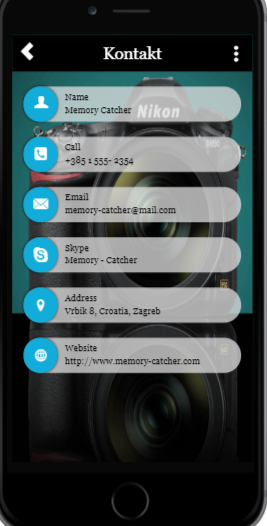 Kontakt
Name
Memory Catcher
Nikon
Call
+385 1 555- 2354
Email
memory-catcher@mail.com
Skype
Memory - Catcher
Address
Vrbik 8, Croatia, Zagreb
Website
http://www.memory-catcher.com